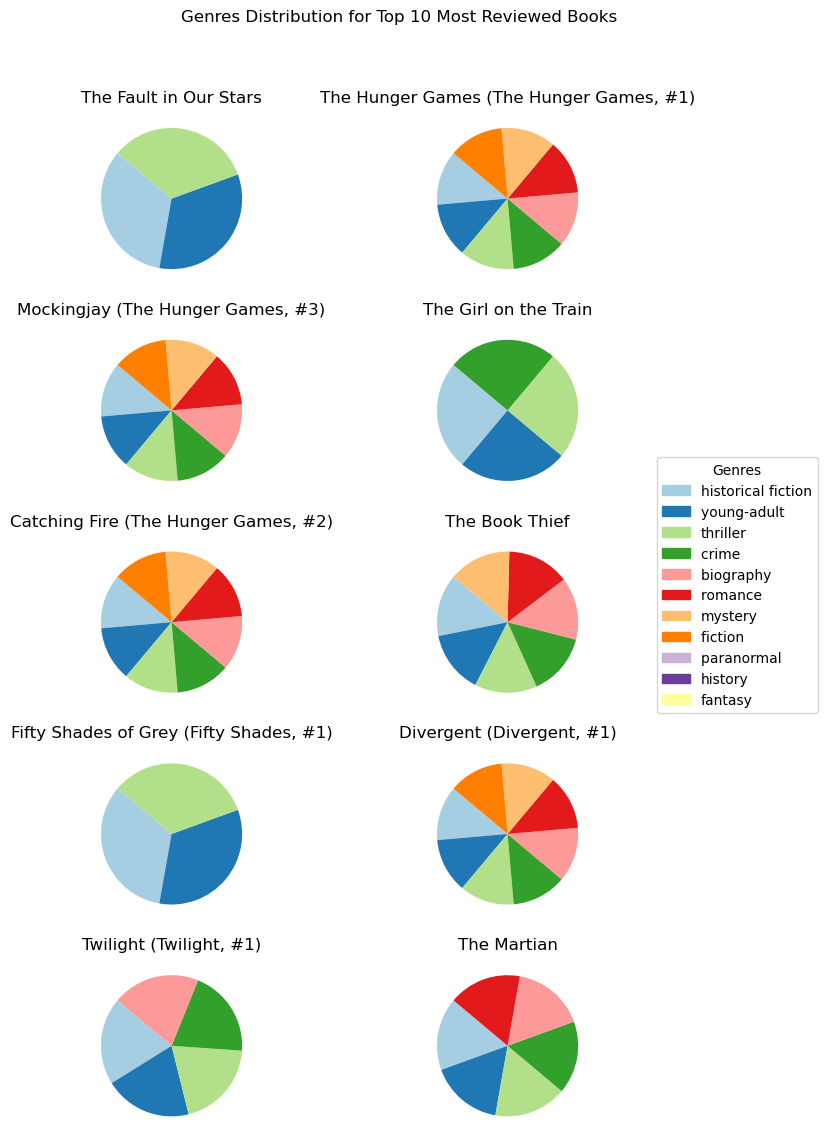 Genres Distribution for Top 10 Most Reviewed Books
The Fault in Our Stars
The Hunger Games (The Hunger Games, #1)
Mockingjay (The Hunger Games, #3)
The Girl on the Train
Catching Fire (The Hunger Games, #2)
The Book Thief
Fifty Shades of Grey (Fifty Shades, #1)
Divergent (Divergent, #1)
Twilight (Twilight, #1)
The Martian
Genres
historical fiction
young-adult
thriller
crime
biography
romance
mystery
fiction
paranormal
history
fantasy